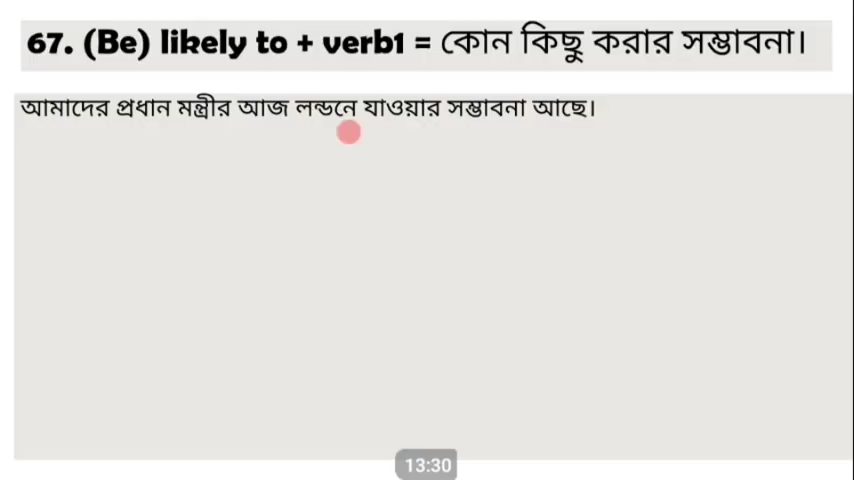 67. (Be) likely to + verb1 = কোন কিছু করার সম্ভাবনা।
আমাদের প্রধান মন্ত্রীর আজ লন্ডনে যাওয়ার সম্ভাবনা আছে।
13:30